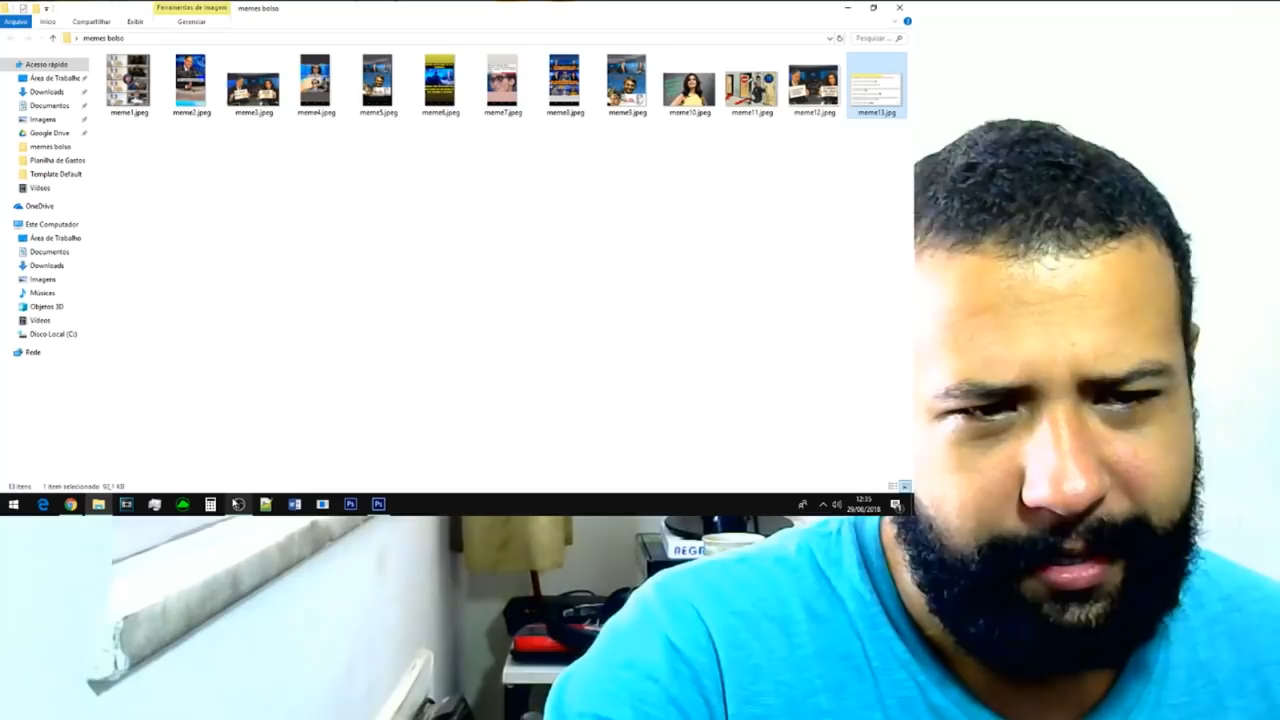 Ferramentas de Imagem
memes bolso
Arquivo
Início
Compartilhar
Exibir
Gerenciar
memes bolso
Pesquisar ...
Acesso rápido
Área de Trabalho
Downloads
Documentos
Imagens
Google Drive
memes bolso
Planilha de Gastos
Template Default
Vídeos
OneDrive
Este Computador
Área de Trabalho
Documentos
Downloads
Imagens
Músicas
Objetos 3D
Vídeos
Disco Local (C:)
Rede
meme1.jpeg
meme2.jpeg
meme3.jpeg
meme4.jpeg
meme5.jpeg
meme6.jpeg
meme7.jpeg
meme8.jpeg
meme9.jpeg
meme10.jpeg
meme11.jpeg
meme12.jpeg
meme13.jpg
13 itens
1 item selecionado 92,1 KB
12:35
29/08/2018
REGR